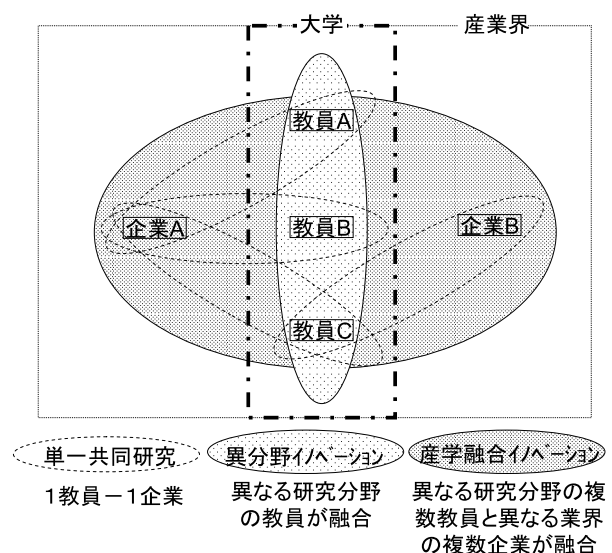 大学
産業界
教員A
企業A
教員B
企業B
教員C
単一共同研究
異分野ｲﾉﾍﾞｰｼｮﾝ
産学融合ｲﾉﾍﾞｰｼｮﾝ
1教員－1企業
異なる研究分野
の教員が融合
異なる研究分野の複
数教員と異なる業界
の複数企業が融合